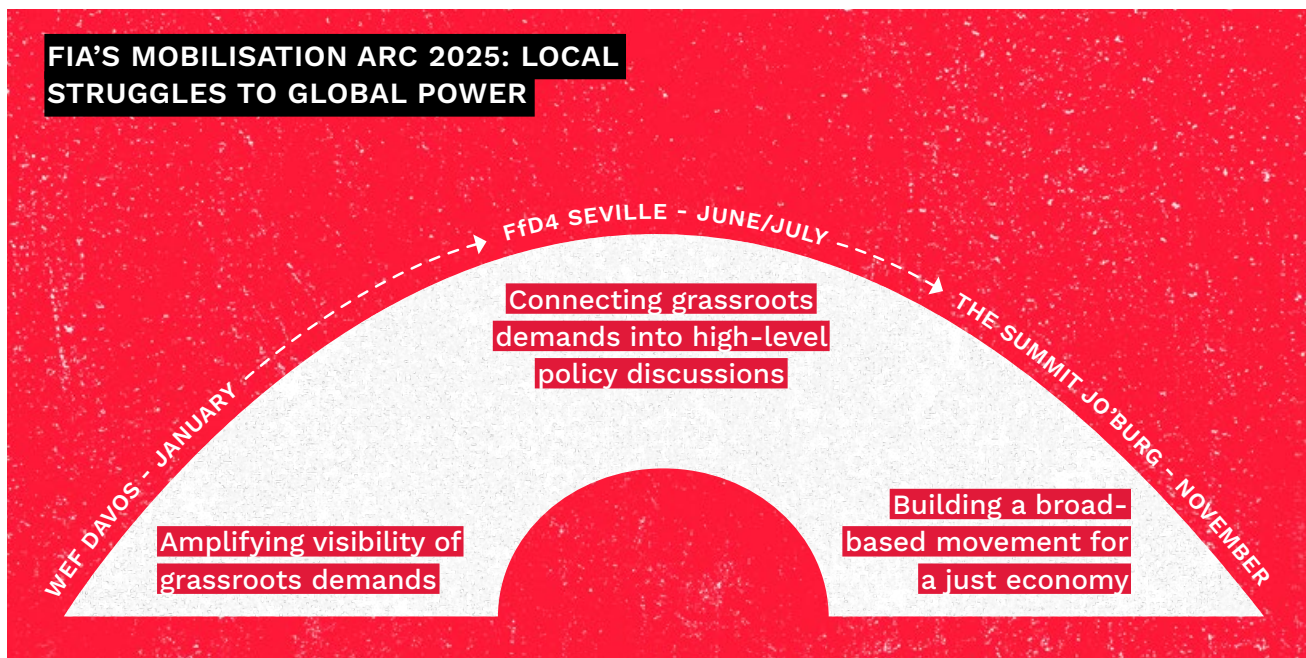 FIA'S MOBILISATION ARC 2025: LOCAL
STRUGGLES TO GLOBAL POWER
WEF DAVOS - JANUARY
FfD4 SEVILLE - JUNE/JULY
THE SUMMIT JO'BURG - NOVEMBER
Amplifying visibility of
grassroots demands
Connecting grassroots
demands into high-level
policy discussions
Building a broad-
based movement for
a just economy